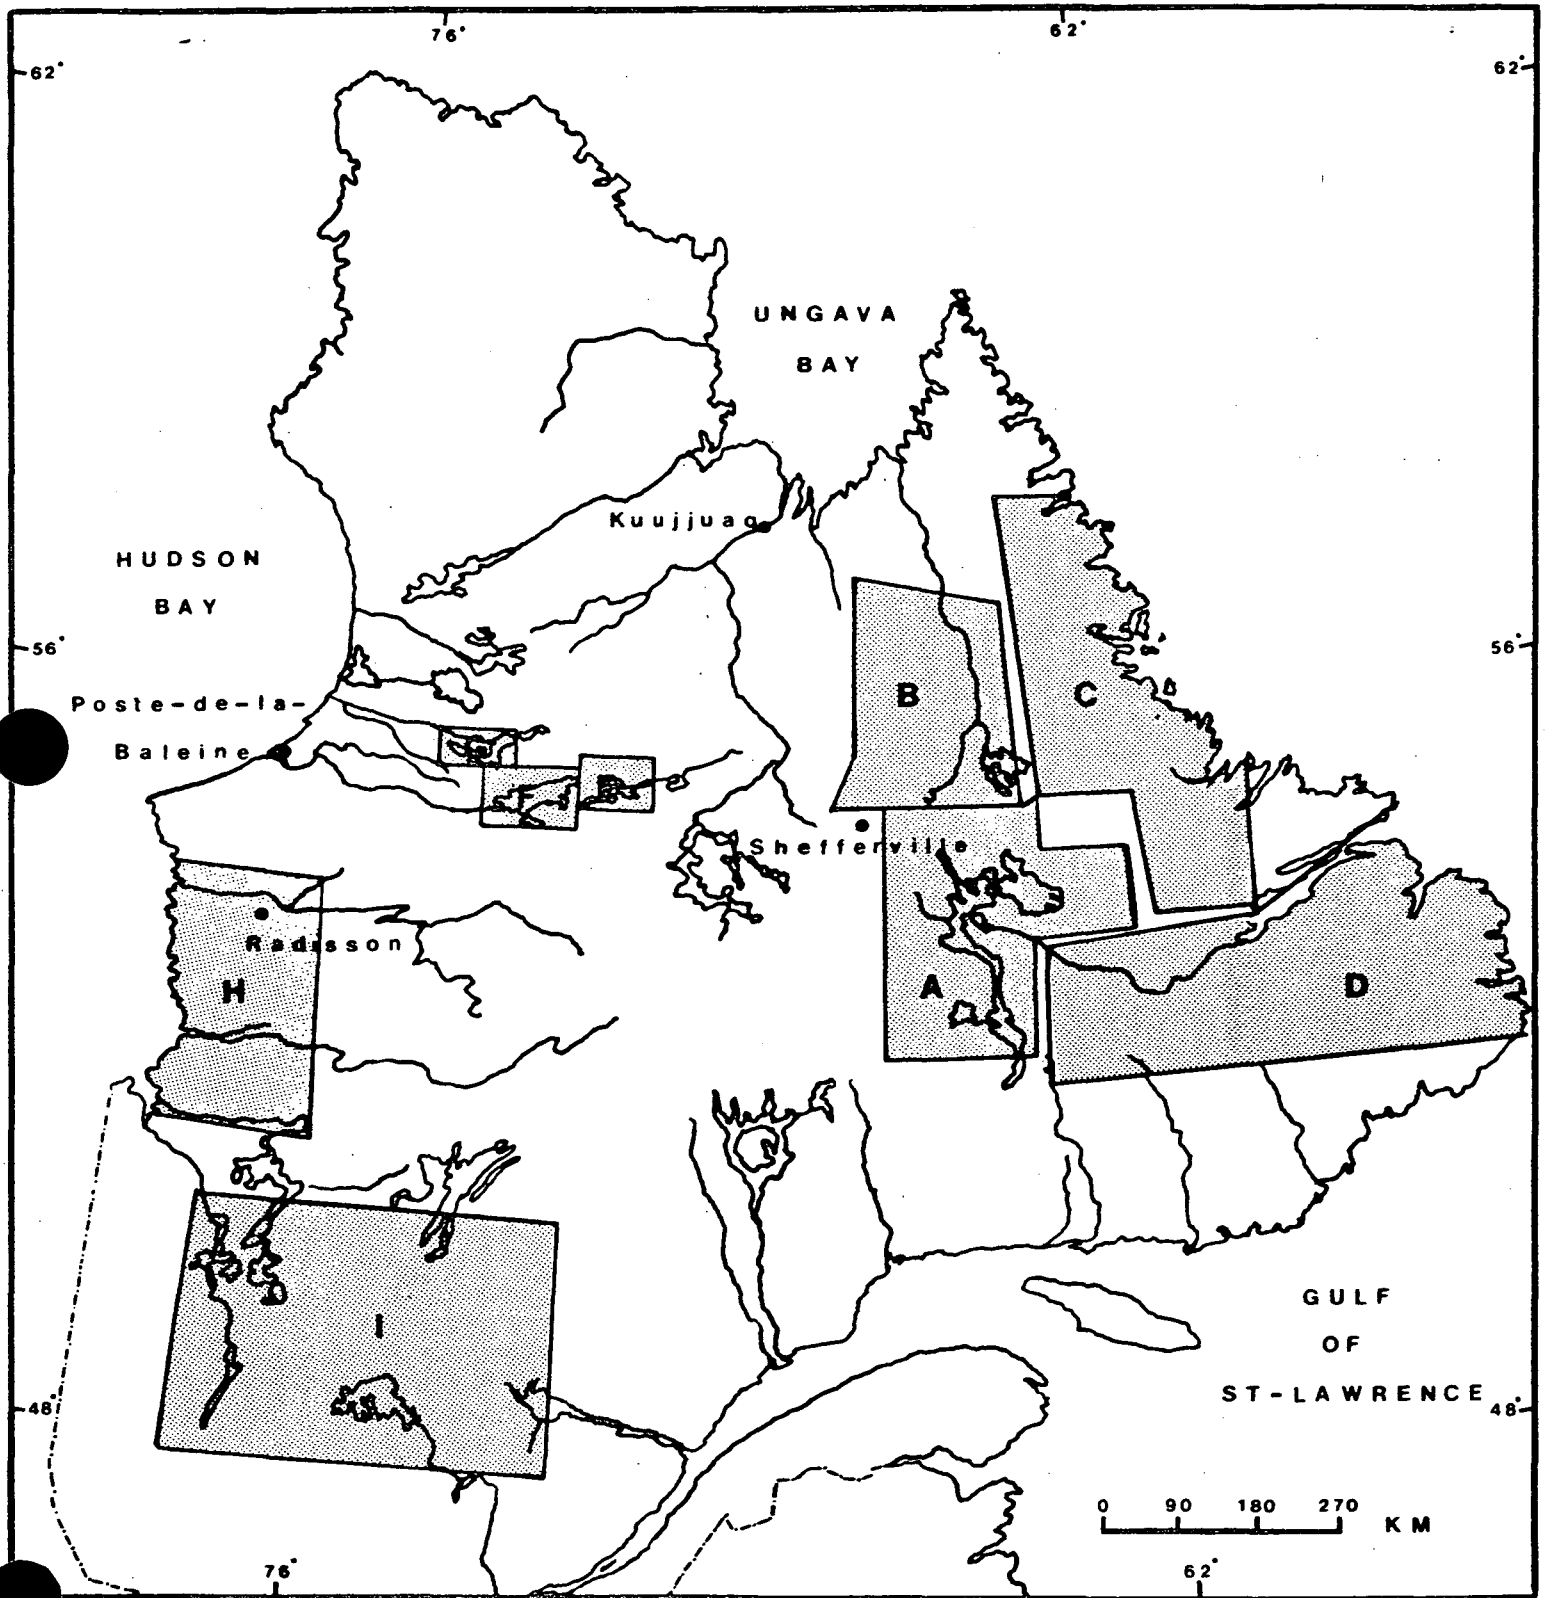 76° 62°
62° 62°
UNGAVA
BAY
Kuujjuaq
HUDSON
BAY
56° 56°
B C
Poste-de-la-
Baleine
F
Shefferville
Radisson
H A D
GULF
I
OF
ST-LAWRENCE
48° 48°
0 90 180 270
KM
76° 62°